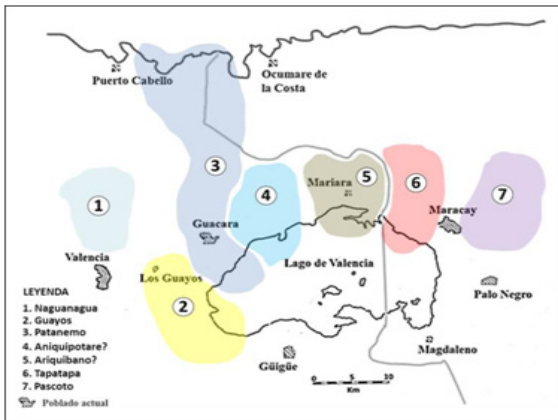 Puerto Cabello
Ocumare de
la Costa
3
5
6
7
4
1
Mariara
Maracay
Guacara
Valencia
Los Guayos
Lago de Valencia
Palo Negro
2
LEYENDA
1. Naguanagua
2. Guayos
3. Patanemo
4. Aniquipotare?
5. Ariquibano?
6. Tapatapa
7. Pascoto
Poblado actual
Güigüe
Magdaleno
0 5 10
Km